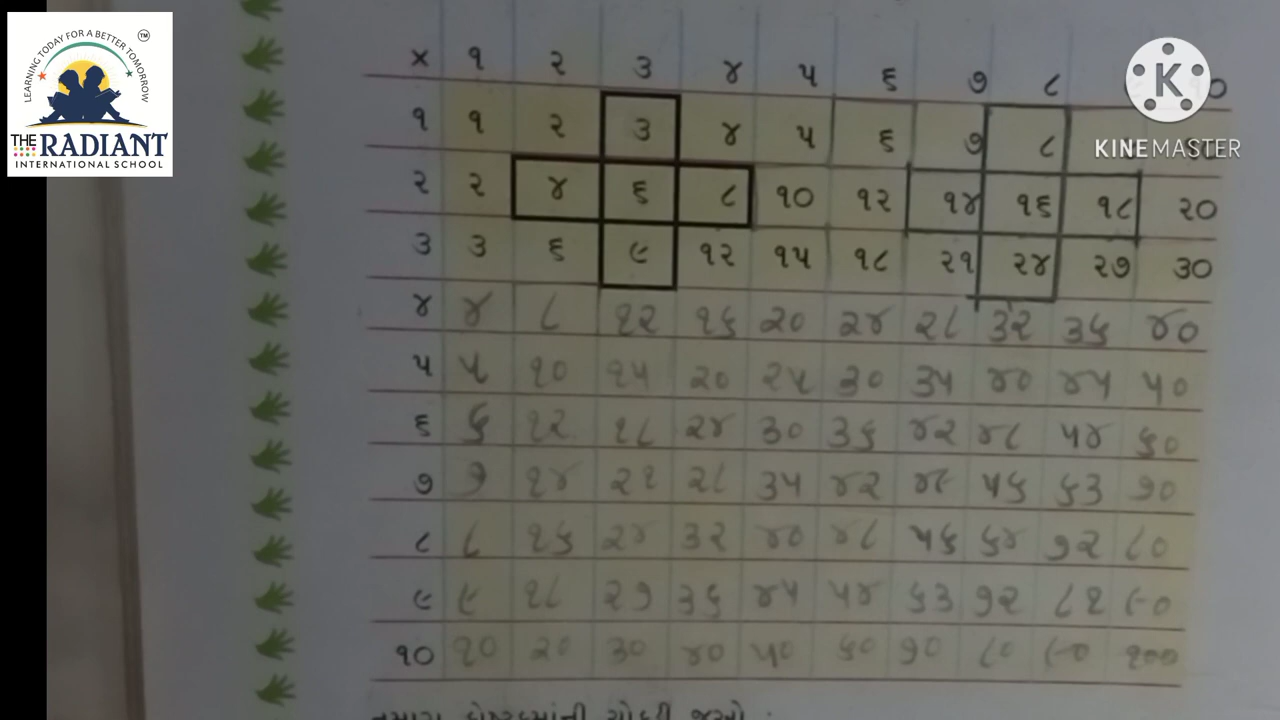 LEARNING TODAY FOR A BETTER TOMORROW
TM
THE RADIANT
INTERNATIONAL SCHOOL
K
KINEMASTER
× ૧ ૨ ૩ ૪ ૫ ૬ ૭ ૮
૧ ૧ ૨ ૩ ૪ ૫ ૬ ૭ ૮
૨ ૨ ૪ ૬ ૮ ૧૦ ૧૨ ૧૪ ૧૬ ૧૮ ૨૦
૩ ૩ ૬ ૯ ૧૨ ૧૫ ૧૮ ૨૧ ૨૪ ૨૭ ૩૦
૪ ૪ ૮ ૧૨ ૧૬ ૨૦ ૨૪ ૨૮ ૩૨ ૩૬ ૪૦
૫ ૫ ૧૦ ૧૫ ૨૦ ૨૫ ૩૦ ૩૫ ૪૦ ૪૫ ૫૦
૬ ૬ ૧૨ ૧૮ ૨૪ ૩૦ ૩૬ ૪૨ ૪૮ ૫૪ ૬૦
૭ ૭ ૧૪ ૨૧ ૨૮ ૩૫ ૪૨ ૪૯ ૫૬ ૬૩ ૭૦
૮ ૮ ૧૬ ૨૪ ૩૨ ૪૦ ૪૮ ૫૬ ૬૪ ૭૨ ૮૦
૯ ૯ ૧૮ ૨૭ ૩૬ ૪૫ ૫૪ ૬૩ ૭૨ ૮૧ ૯૦
૧૦ ૧૦ ૨૦ ૩૦ ૪૦ ૫૦ ૬૦ ૭૦ ૮૦ ૯૦ ૧૦૦